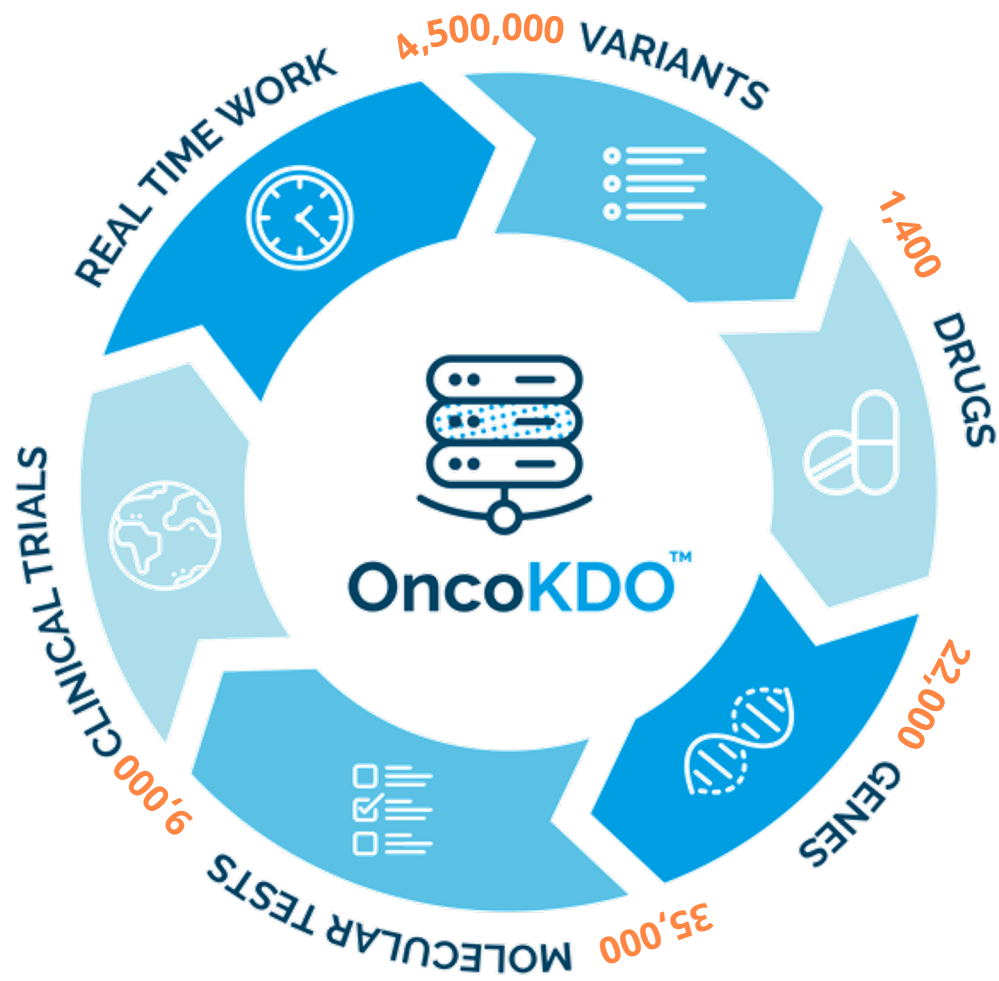 4,500,000 VARIANTS
1,400 DRUGS
22,000 GENES
35,000 MOLECULAR TESTS
9,000 CLINICAL TRIALS
REAL TIME WORK
OncoKDO™